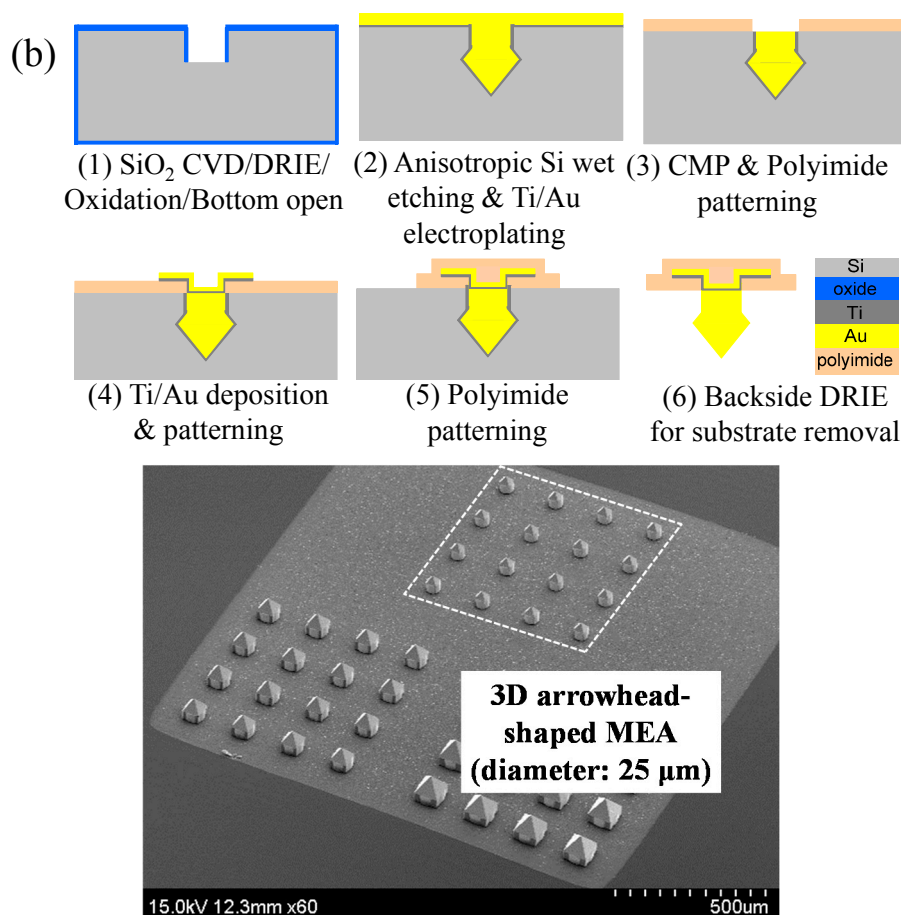 (b)
(1) SiO₂ CVD/DRIE/
Oxidation/Bottom open
(2) Anisotropic Si wet
etching & Ti/Au
electroplating
(3) CMP & Polyimide
patterning
(4) Ti/Au deposition
& patterning
(5) Polyimide
patterning
(6) Backside DRIE
for substrate removal
Si
oxide
Ti
Au
polyimide
3D arrowhead-
shaped MEA
(diameter: 25 µm)
15.0kV 12.3mm x60
500um